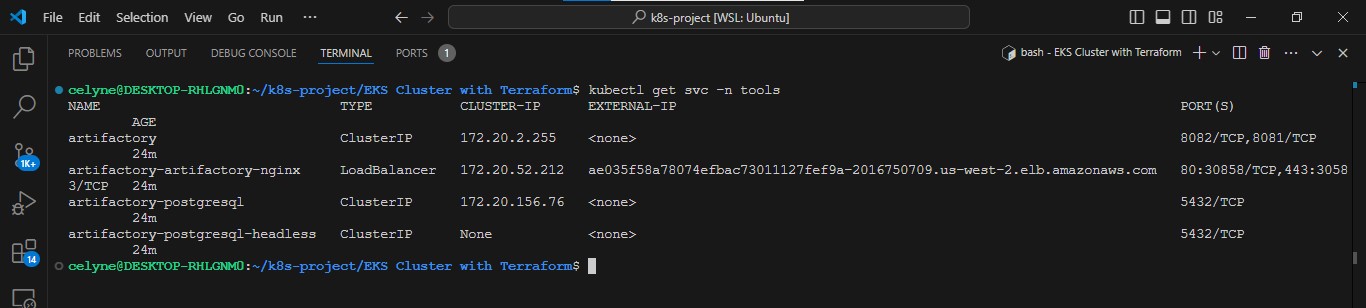 File Edit Selection View Go Run ··· k8s-project [WSL: Ubuntu]
PROBLEMS OUTPUT DEBUG CONSOLE TERMINAL PORTS 1 bash - EKS Cluster with Terraform
celyne@DESKTOP-RHLGNM0:~/k8s-project/EKS Cluster with Terraform$ kubectl get svc -n tools
NAME TYPE CLUSTER-IP EXTERNAL-IP PORT(S)
AGE
artifactory ClusterIP 172.20.2.255 <none> 8082/TCP,8081/TCP
24m
artifactory-artifactory-nginx LoadBalancer 172.20.52.212 ae035f58a78074efbac73011127fef9a-2016750709.us-west-2.elb.amazonaws.com 80:30858/TCP,443:3058
3/TCP 24m
artifactory-postgresql ClusterIP 172.20.156.76 <none> 5432/TCP
24m
artifactory-postgresql-headless ClusterIP None <none> 5432/TCP
24m
celyne@DESKTOP-RHLGNM0:~/k8s-project/EKS Cluster with Terraform$
1K+
14